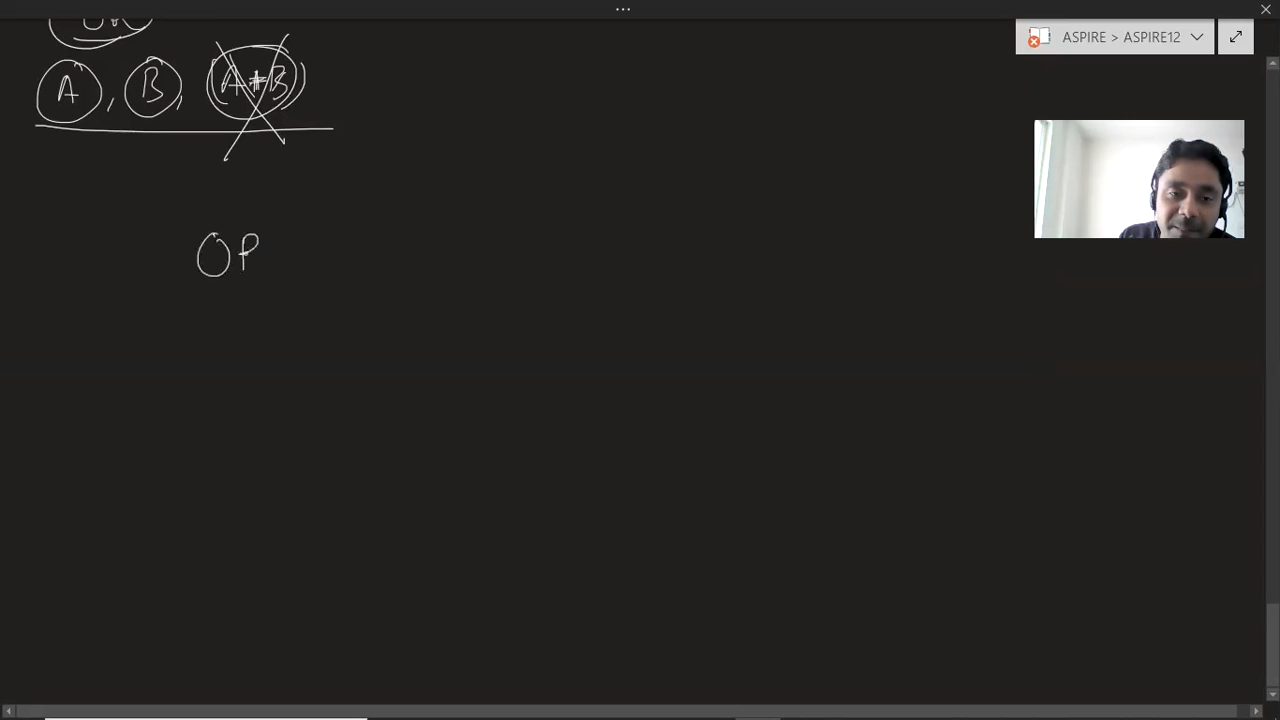 ASPIRE > ASPIRE12
A, B, (A*B)
OP